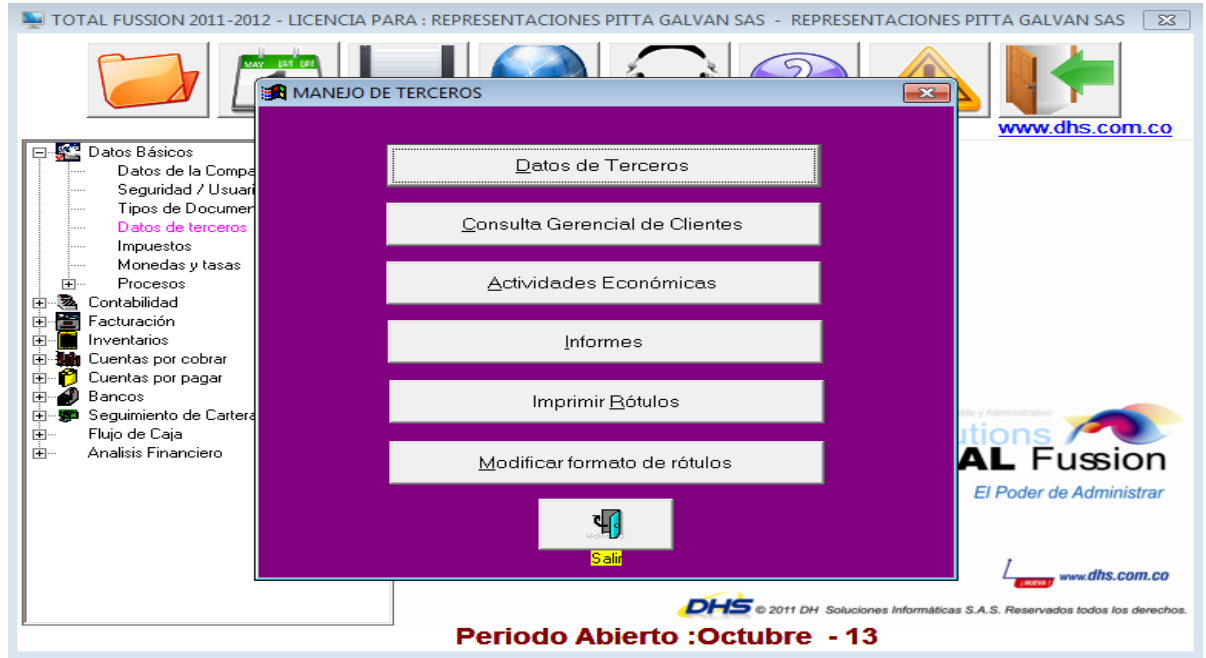 TOTAL FUSSION 2011-2012 - LICENCIA PARA : REPRESENTACIONES PITTA GALVAN SAS - REPRESENTACIONES PITTA GALVAN SAS
MAY
MANEJO DE TERCEROS
www.dhs.com.co
Datos Básicos
Datos de la Compa
Seguridad / Usuari
Tipos de Documen
Datos de terceros
Impuestos
Monedas y tasas
Procesos
Contabilidad
Facturación
Inventarios
Cuentas por cobrar
Cuentas por pagar
Bancos
Seguimiento de Cartera
Flujo de Caja
Analisis Financiero
Datos de Terceros
Consulta Gerencial de Clientes
Actividades Económicas
Informes
Imprimir Rótulos
Modificar formato de rótulos
Salir
ble y Administrativo
utions
AL Fussion
El Poder de Administrar
www.dhs.com.co
DHS © 2011 DH Soluciones Informáticas S.A.S. Reservados todos los derechos.
Periodo Abierto :Octubre - 13